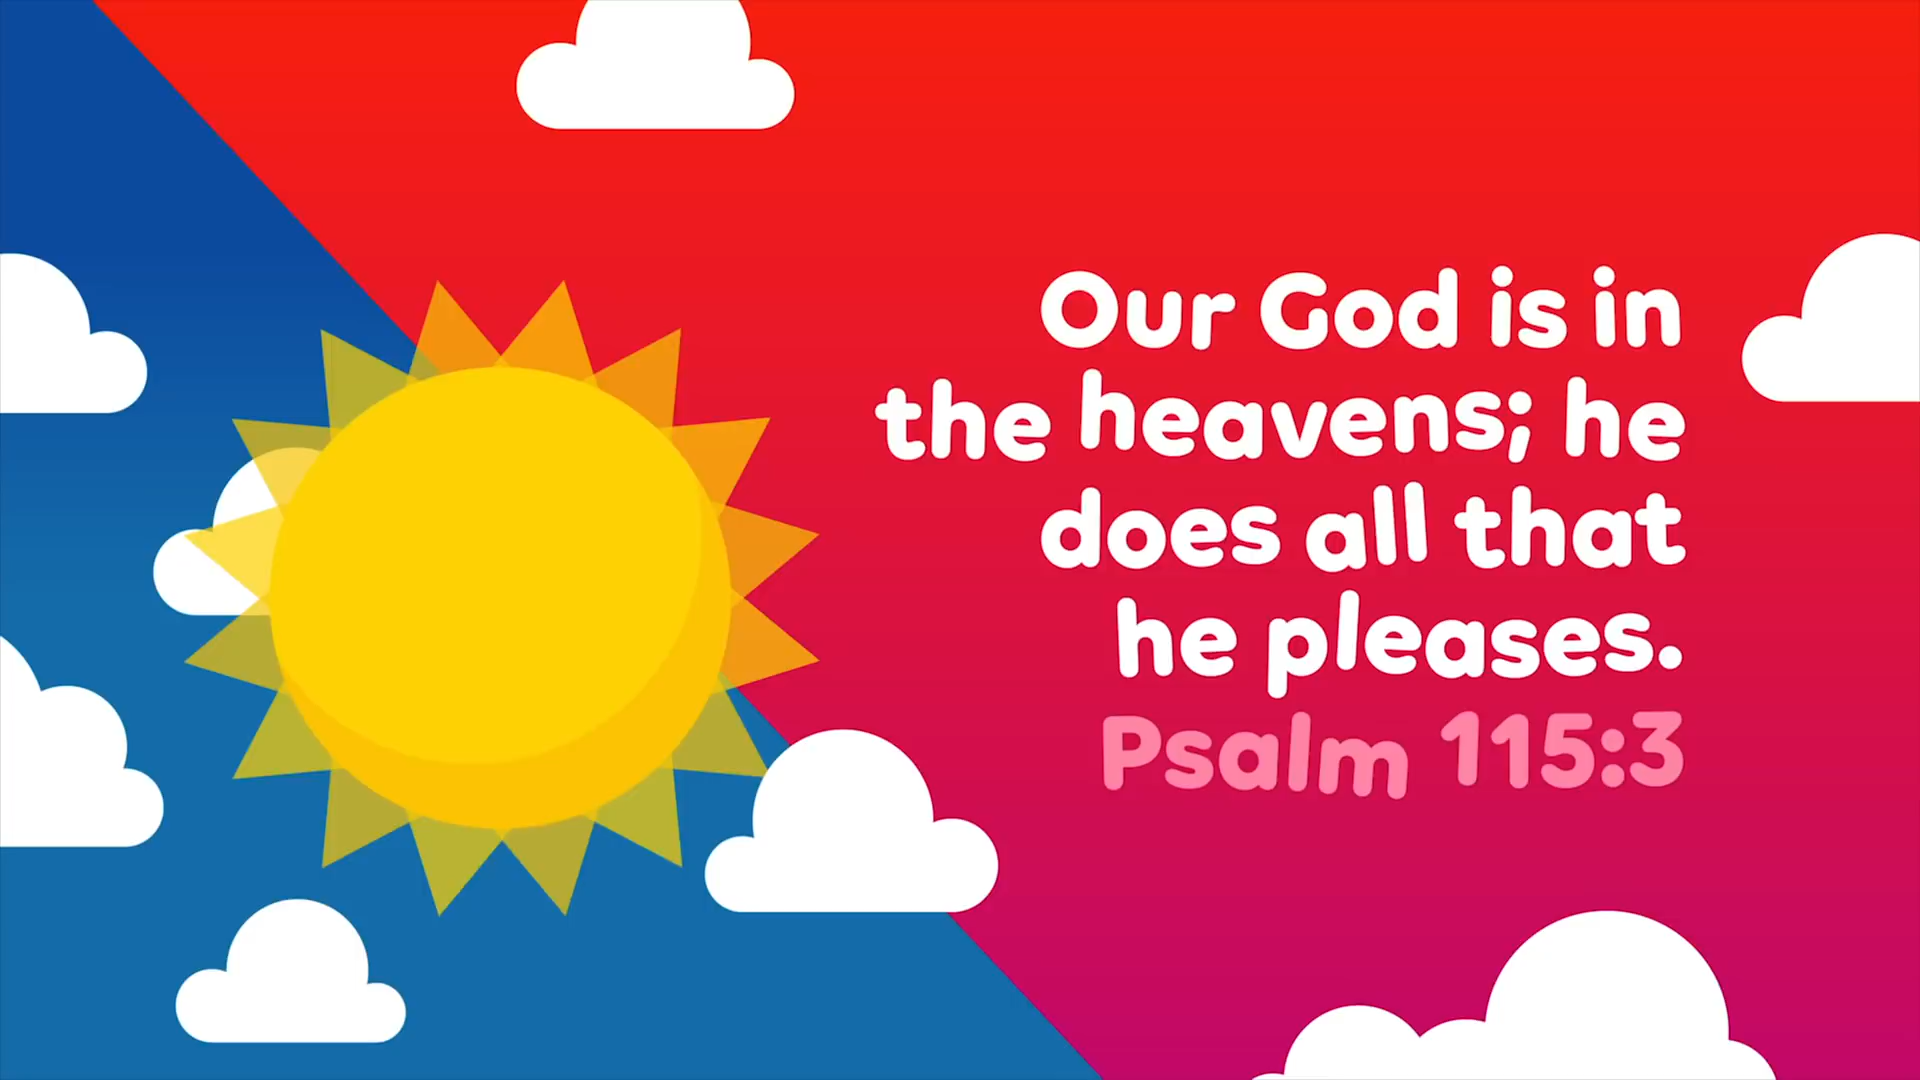 Our God is in
the heavens; he
does all that
he pleases.
Psalm 115:3